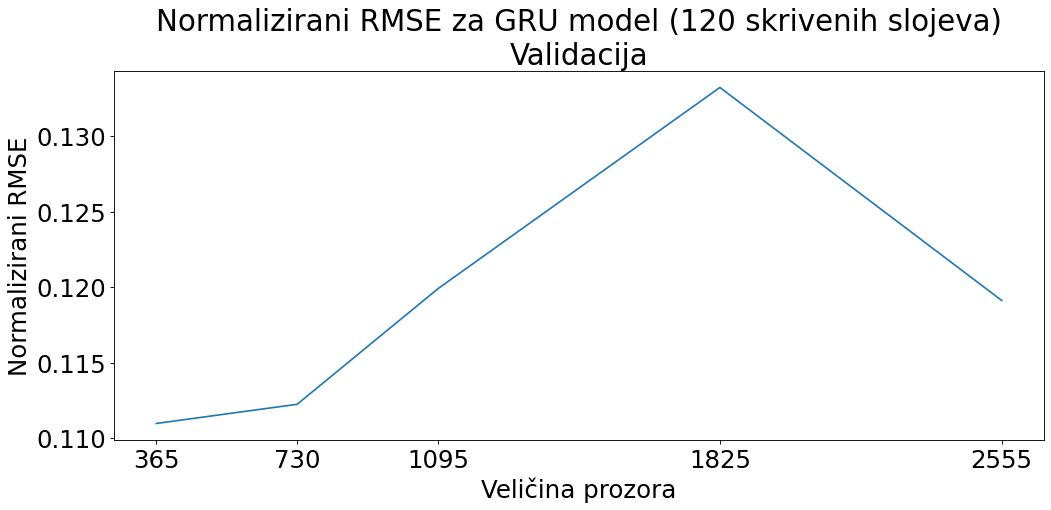 Normalizirani RMSE za GRU model (120 skrivenih slojeva)
Validacija
Normalizirani RMSE
0.130
0.125
0.120
0.115
0.110
365 730 1095 1825 2555
Veličina prozora